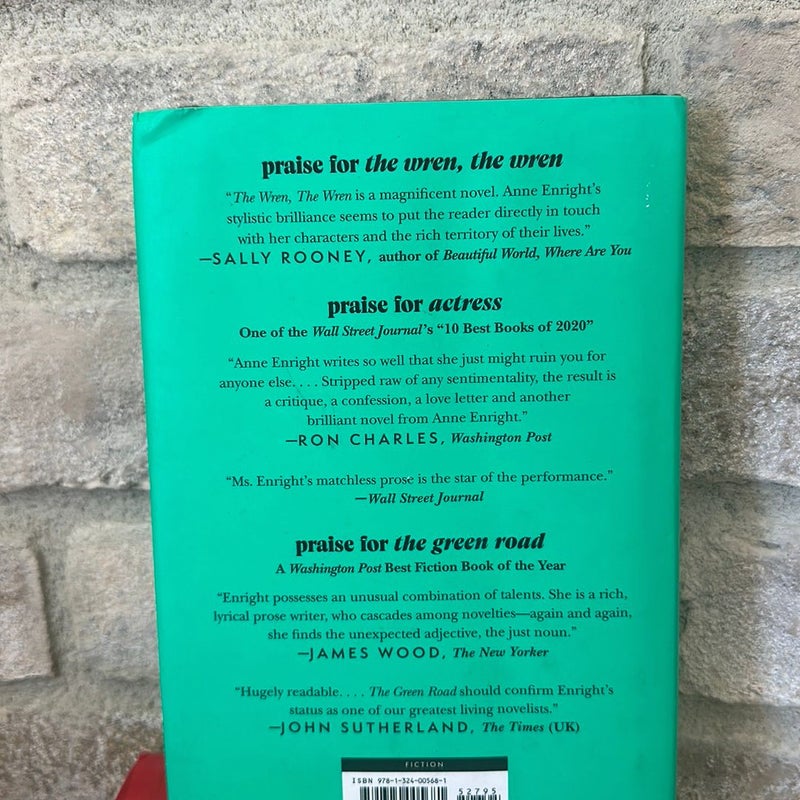 praise for the wren, the wren
“The Wren, The Wren is a magnificent novel. Anne Enright’s
stylistic brilliance seems to put the reader directly in touch
with her characters and the rich territory of their lives.”
—SALLY ROONEY, author of Beautiful World, Where Are You
praise for actress
One of the Wall Street Journal’s “10 Best Books of 2020”
“Anne Enright writes so well that she just might ruin you for
anyone else. . . . Stripped raw of any sentimentality, the result is
a critique, a confession, a love letter and another
brilliant novel from Anne Enright.”
—RON CHARLES, Washington Post
“Ms. Enright’s matchless prose is the star of the performance.”
—Wall Street Journal
praise for the green road
A Washington Post Best Fiction Book of the Year
“Enright possesses an unusual combination of talents. She is a rich,
lyrical prose writer, who cascades among novelties—again and again,
she finds the unexpected adjective, the just noun.”
—JAMES WOOD, The New Yorker
“Hugely readable. . . . The Green Road should confirm Enright’s
status as one of our greatest living novelists.”
—JOHN SUTHERLAND, The Times (UK)
FICTION
ISBN 978-1-324-00568-1
52795